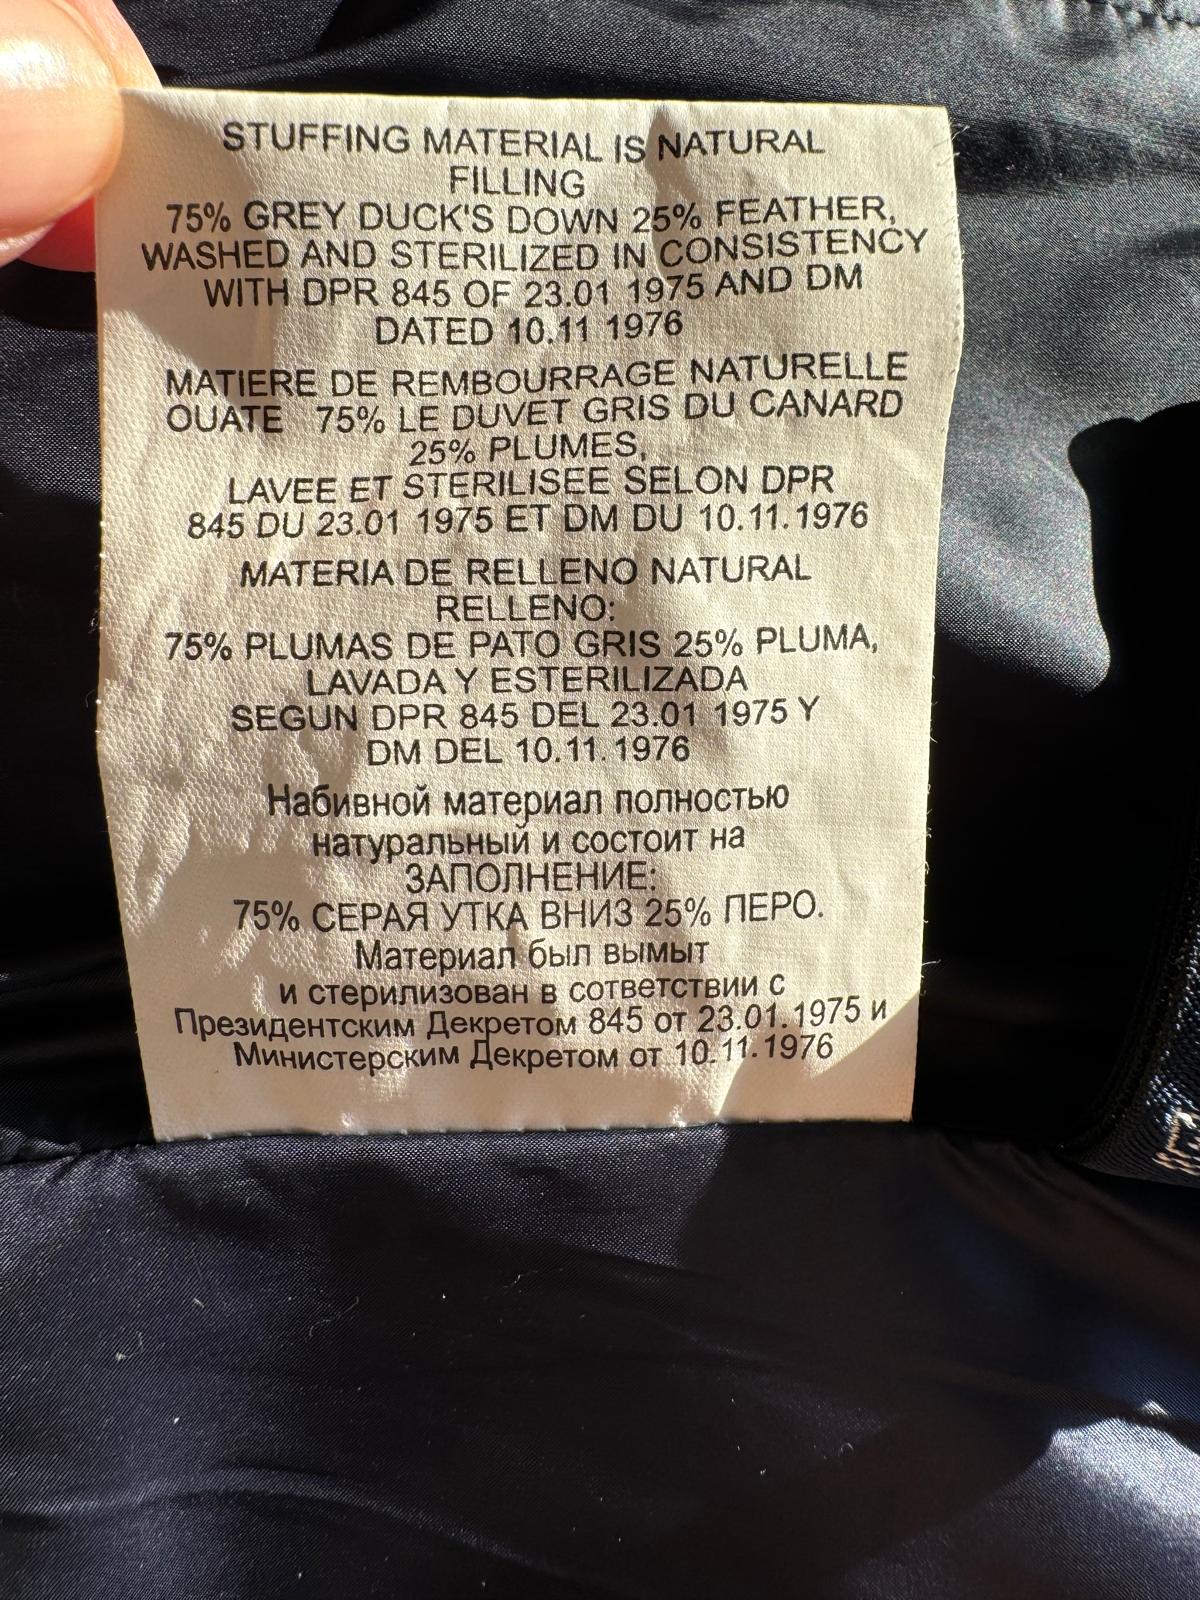 STUFFING MATERIAL IS NATURAL
FILLING
75% GREY DUCK'S DOWN 25% FEATHER,
WASHED AND STERILIZED IN CONSISTENCY
WITH DPR 845 OF 23.01 1975 AND DM
DATED 10.11 1976
MATIERE DE REMBOURRAGE NATURELLE
OUATE 75% LE DUVET GRIS DU CANARD
25% PLUMES,
LAVEE ET STERILISEE SELON DPR
845 DU 23.01 1975 ET DM DU 10.11.1976
MATERIA DE RELLENO NATURAL
RELLENO:
75% PLUMAS DE PATO GRIS 25% PLUMA,
LAVADA Y ESTERILIZADA
SEGUN DPR 845 DEL 23.01 1975 Y
DM DEL 10.11.1976
Набивной материал полностью
натуральный и состоит на
ЗАПОЛНЕНИЕ:
75% СЕРАЯ УТКА ВНИЗ 25% ПЕРО.
Материал был вымыт
и стерилизован в сответствии с
Президентским Декретом 845 от 23.01.1975 и
Министерским Декретом от 10.11.1976